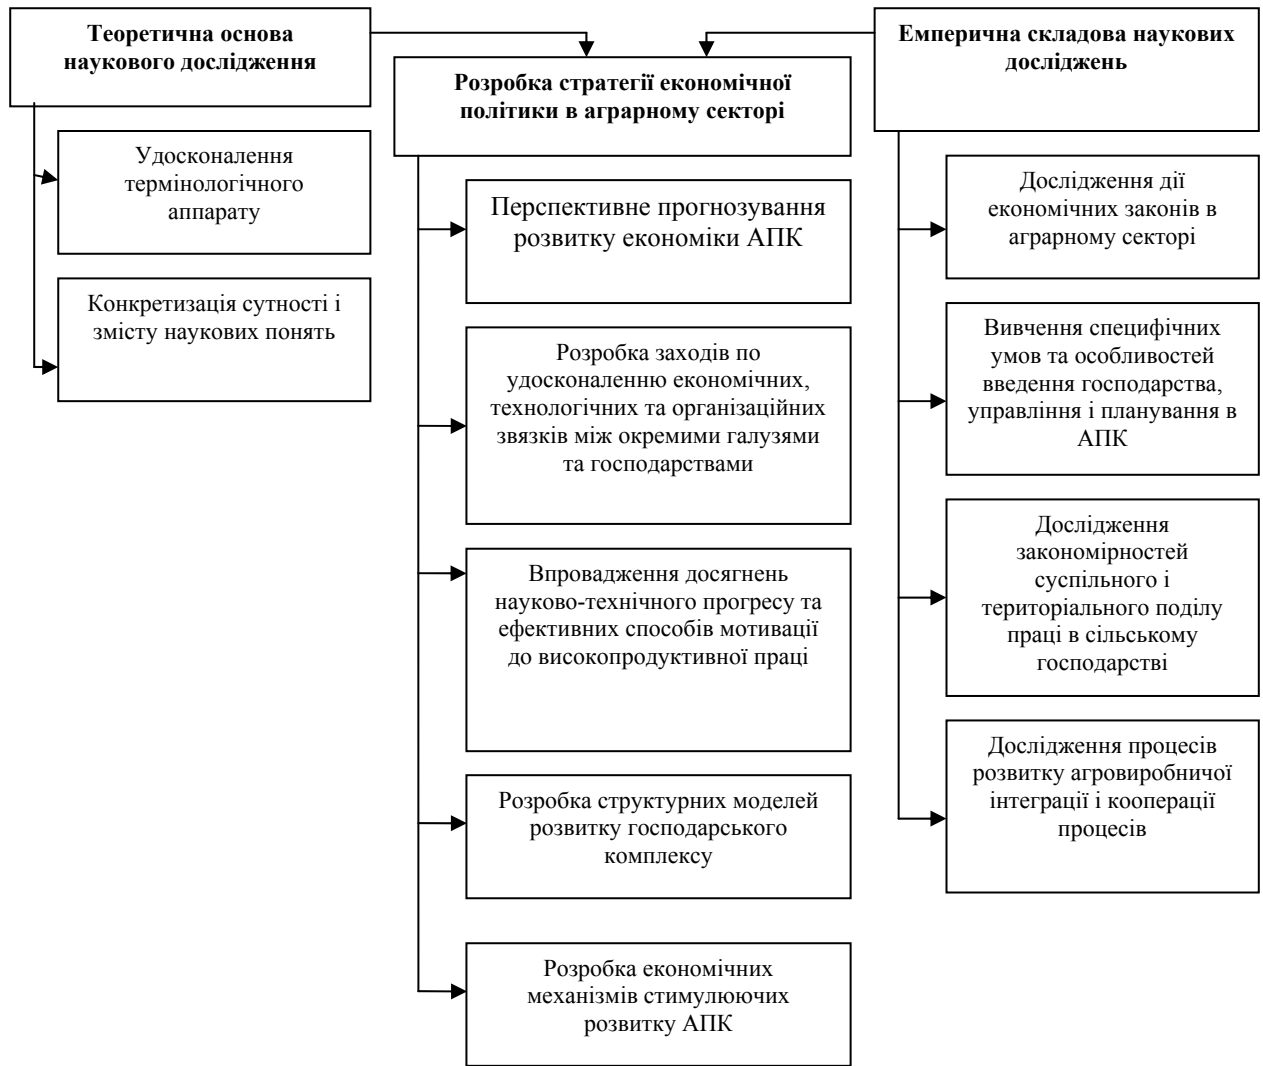 Теоретична основа
наукового дослідження
Удосконалення
термінологічного
аппарату
Конкретизація сутності і
змісту наукових понять
Розробка стратегії економічної
політики в аграрному секторі
Перспективне прогнозування
розвитку економіки АПК
Розробка заходів по
удосконаленню економічних,
технологічних та організаційних
звязків між окремими галузями
та господарствами
Впровадження досягнень
науково-технічного прогресу та
ефективних способів мотивації
до високопродуктивної праці
Розробка структурних моделей
розвитку господарського
комплексу
Розробка економічних
механізмів стимулюючих
розвитку АПК
Емперична складова наукових
досліджень
Дослідження дії
економічних законів в
аграрному секторі
Вивчення специфічних
умов та особливостей
введення господарства,
управління і планування в
АПК
Дослідження
закономірностей
суспільного і
територіального поділу
праці в сільському
господарстві
Дослідження процесів
розвитку агровиробничої
інтеграції і кооперації
процесів